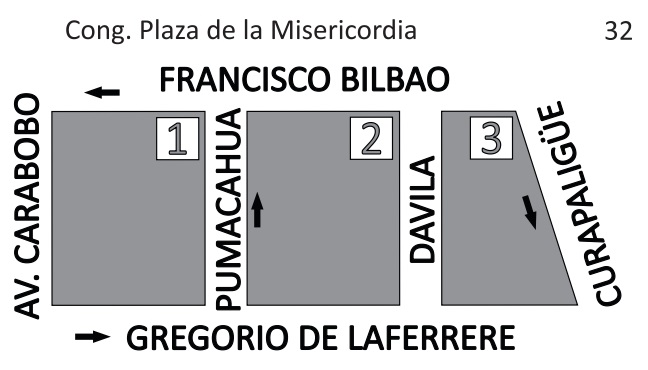 Cong. Plaza de la Misericordia 32
FRANCISCO BILBAO
AV. CARABOBO
1
PUMACAHUA
2
DAVILA
3
CURAPALIGÜE
GREGORIO DE LAFERRERE